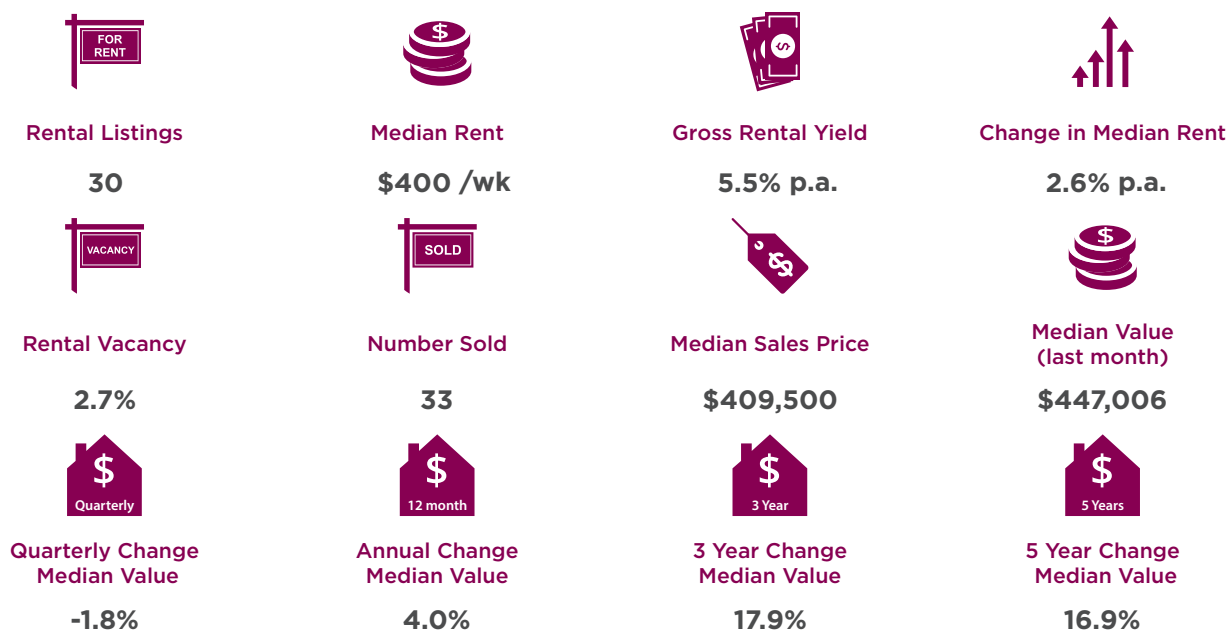 FOR
RENT
$
$
Rental Listings
Median Rent
Gross Rental Yield
Change in Median Rent
30
$400 /wk
5.5% p.a.
2.6% p.a.
VACANCY
SOLD
$
$
Rental Vacancy
Number Sold
Median Sales Price
Median Value
(last month)
2.7%
33
$409,500
$447,006
$
Quarterly
$
12 month
$
3 Year
$
5 Years
Quarterly Change
Median Value
Annual Change
Median Value
3 Year Change
Median Value
5 Year Change
Median Value
-1.8%
4.0%
17.9%
16.9%